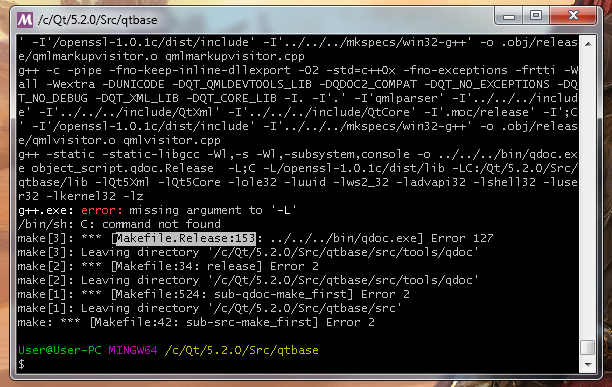 /c/Qt/5.2.0/Src/qtbase
' -I'/openssl-1.0.1c/dist/include' -I'../../../mkspecs/win32-g++' -o .obj/releas
e/qmlmarkupvisitor.o qmlmarkupvisitor.cpp
g++ -c -pipe -fno-keep-inline-dllexport -O2 -std=c++0x -fno-exceptions -frtti -W
all -Wextra -DUNICODE -DQT_QMLDEVTOOLS_LIB -DQDOC2_COMPAT -DQT_NO_EXCEPTIONS -DQ
T_NO_DEBUG -DQT_XML_LIB -DQT_CORE_LIB -I. -I'.' -I'qmlparser' -I'../../../includ
e' -I'../../../include/QtXml' -I'../../../include/QtCore' -I'.moc/release' -I';C
' -I'/openssl-1.0.1c/dist/include' -I'../../../mkspecs/win32-g++' -o .obj/releas
e/qmlvisitor.o qmlvisitor.cpp
g++ -static -static-libgcc -Wl,-s -Wl,-subsystem,console -o ../../../bin/qdoc.ex
e object_script.qdoc.Release  -L;C -L/openssl-1.0.1c/dist/lib -LC:/Qt/5.2.0/Src/
qtbase/lib -lQt5Xml -lQt5Core -lole32 -luuid -lws2_32 -ladvapi32 -lshell32 -luse
r32 -lkernel32 -lz
g++.exe: error: missing argument to '-L'
/bin/sh: C: command not found
make[3]: *** [Makefile.Release:153: ../../../bin/qdoc.exe] Error 127
make[3]: Leaving directory '/c/Qt/5.2.0/Src/qtbase/src/tools/qdoc'
make[2]: *** [Makefile:34: release] Error 2
make[2]: Leaving directory '/c/Qt/5.2.0/Src/qtbase/src/tools/qdoc'
make[1]: *** [Makefile:524: sub-qdoc-make_first] Error 2
make[1]: Leaving directory '/c/Qt/5.2.0/Src/qtbase/src'
make: *** [Makefile:42: sub-src-make_first] Error 2
User@User-PC MINGW64 /c/Qt/5.2.0/Src/qtbase
$